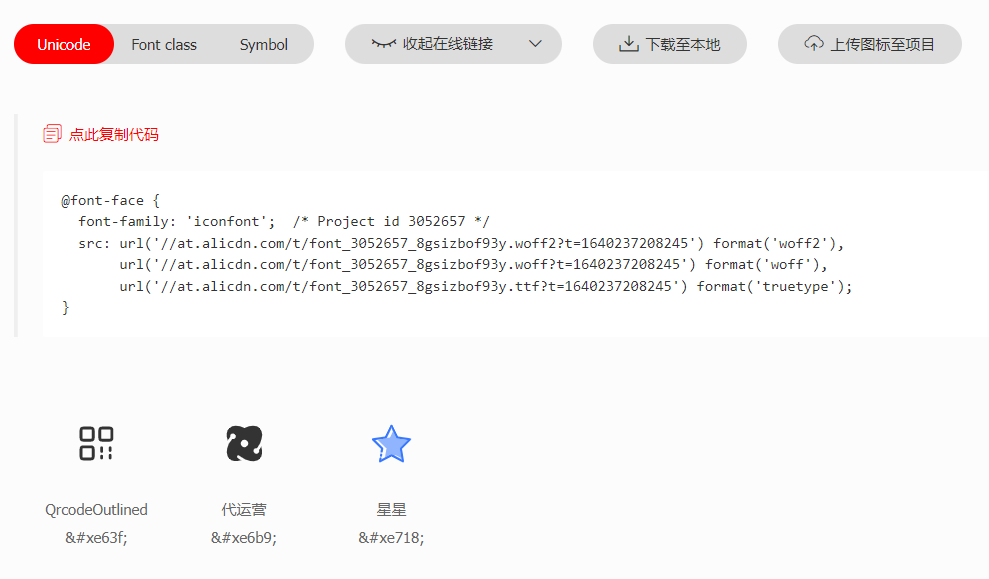 Unicode Font class Symbol 收起在线链接 下载至本地 上传图标至项目
点此复制代码
@font-face {
  font-family: 'iconfont';  /* Project id 3052657 */
  src: url('//at.alicdn.com/t/font_3052657_8gsizbof93y.woff2?t=1640237208245') format('woff2'),
       url('//at.alicdn.com/t/font_3052657_8gsizbof93y.woff?t=1640237208245') format('woff'),
       url('//at.alicdn.com/t/font_3052657_8gsizbof93y.ttf?t=1640237208245') format('truetype');
}
QrcodeOutlined 代运营 星星
&#xe63f; &#xe6b9; &#xe718;